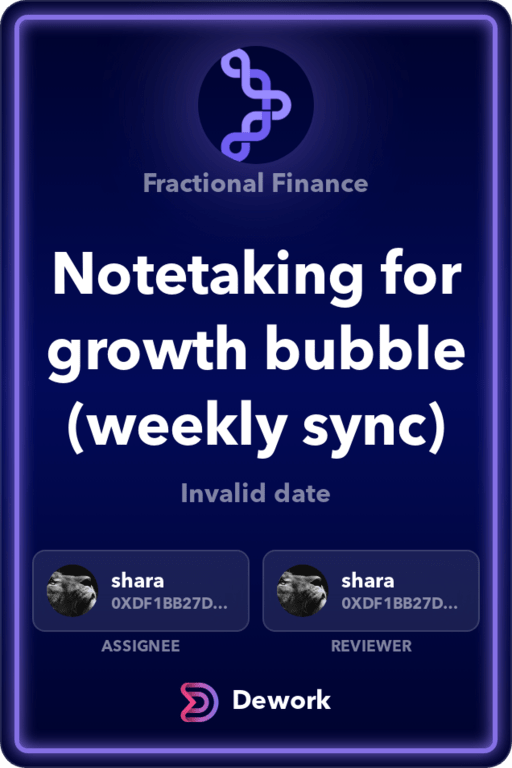 Fractional Finance
Notetaking for
growth bubble
(weekly sync)
Invalid date
shara
0XDF1BB27D...
ASSIGNEE
shara
0XDF1BB27D...
REVIEWER
Dework